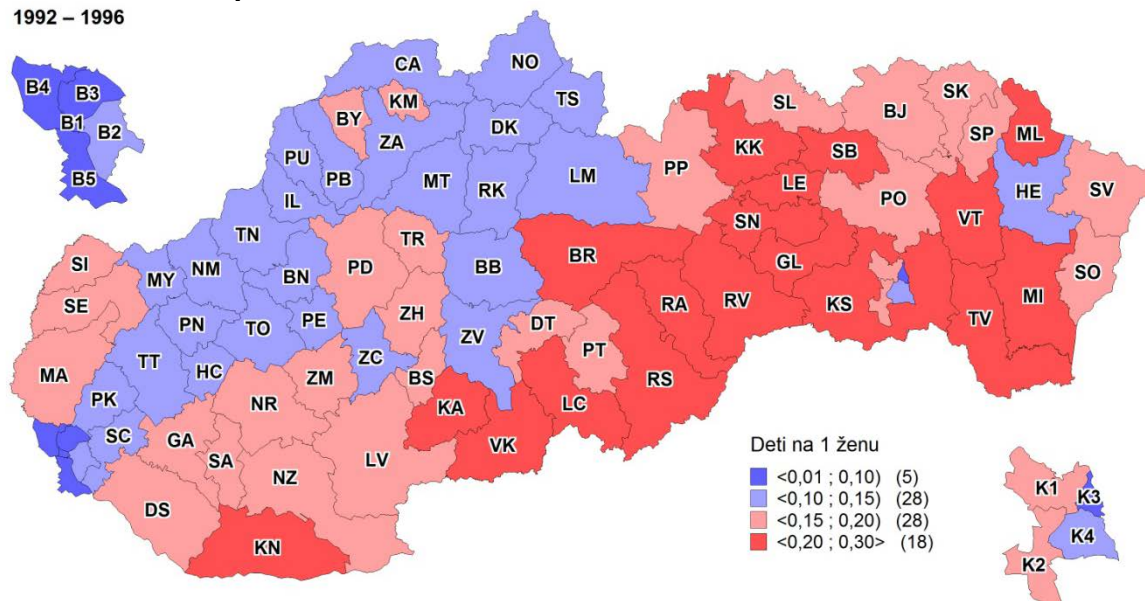 1992 – 1996
B4
B3
B1
B2
B5
CA
NO
TS
BY
KM
ZA
DK
PU
PB
MT
RK
LM
IL
TN
SL
BJ
SK
SP
ML
KK
SB
PP
LE
PO
HE
SV
SN
VT
SI
MY
NM
BN
PD
TR
BB
BR
GL
SO
SE
PN
TO
PE
ZH
RA
RV
KS
MI
TV
MA
TT
HC
ZC
ZV
DT
PT
PK
ZM
BS
RS
SC
NR
KA
LC
GA
SA
NZ
LV
VK
DS
KN
Deti na 1 ženu
<0,01 ; 0,10) (5)
<0,10 ; 0,15) (28)
<0,15 ; 0,20) (28)
<0,20 ; 0,30> (18)
K1
K3
K4
K2